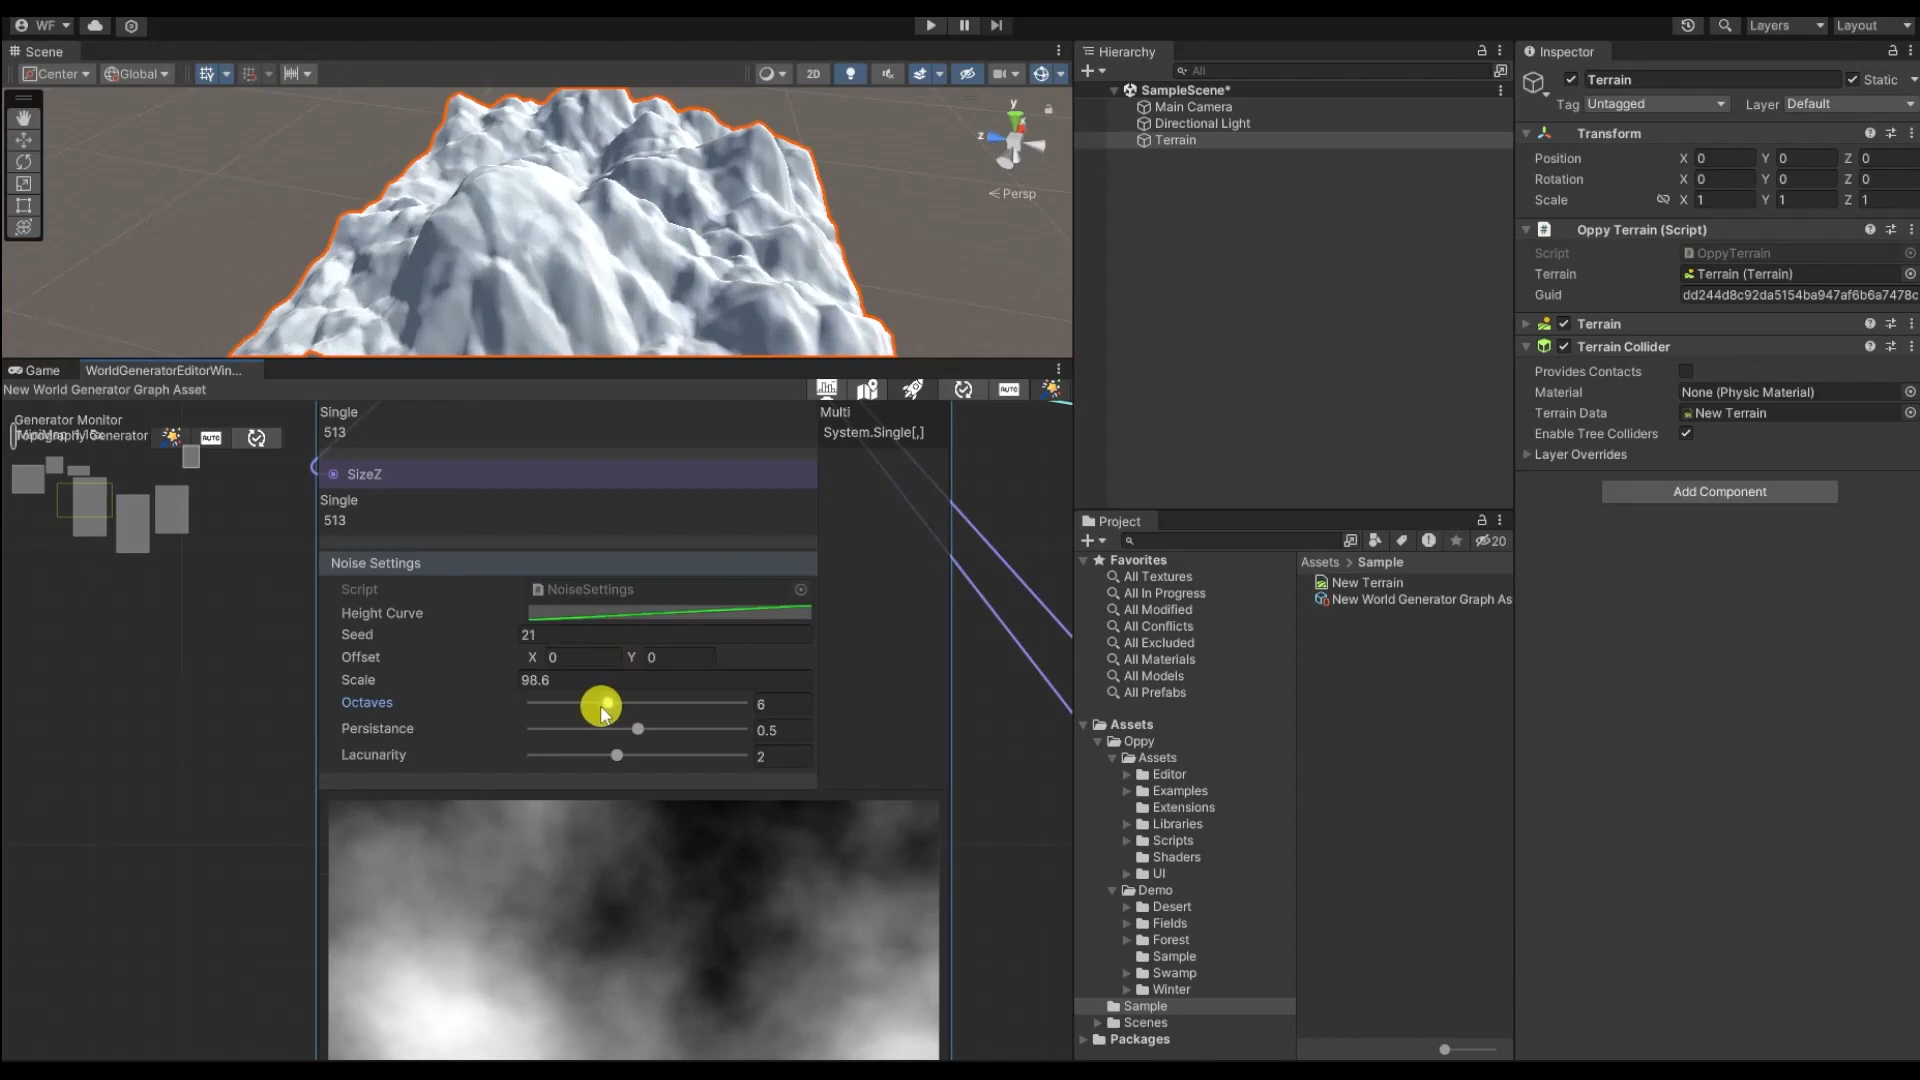 WF
Layers
Layout
Scene
Center
Global
2D
y
z
Persp
Game
WorldGeneratorEditorWin...
New World Generator Graph Asset
AUTO
Generator Monitor
Topography Generator
AUTO
Single
513
Multi
System.Single[,]
SizeZ
Single
513
Noise Settings
Script
NoiseSettings
Height Curve
Seed
21
Offset
X 0
Y 0
Scale
98.6
Octaves
6
Persistance
0.5
Lacunarity
2
Hierarchy
All
SampleScene*
Main Camera
Directional Light
Terrain
Project
20
Favorites
All Textures
All In Progress
All Modified
All Conflicts
All Excluded
All Materials
All Models
All Prefabs
Assets
Oppy
Assets
Editor
Examples
Extensions
Libraries
Scripts
Shaders
UI
Demo
Desert
Fields
Forest
Sample
Swamp
Winter
Sample
Scenes
Packages
Assets > Sample
New Terrain
New World Generator Graph As
Inspector
Terrain
Static
Tag Untagged
Layer Default
Transform
Position X 0 Y 0 Z 0
Rotation X 0 Y 0 Z 0
Scale X 1 Y 1 Z 1
Oppy Terrain (Script)
Script
OppyTerrain
Terrain
Terrain (Terrain)
Guid
dd244d8c92da5154ba947af6b6a7478c
Terrain
Terrain Collider
Provides Contacts
Material
None (Physic Material)
Terrain Data
New Terrain
Enable Tree Colliders
Layer Overrides
Add Component